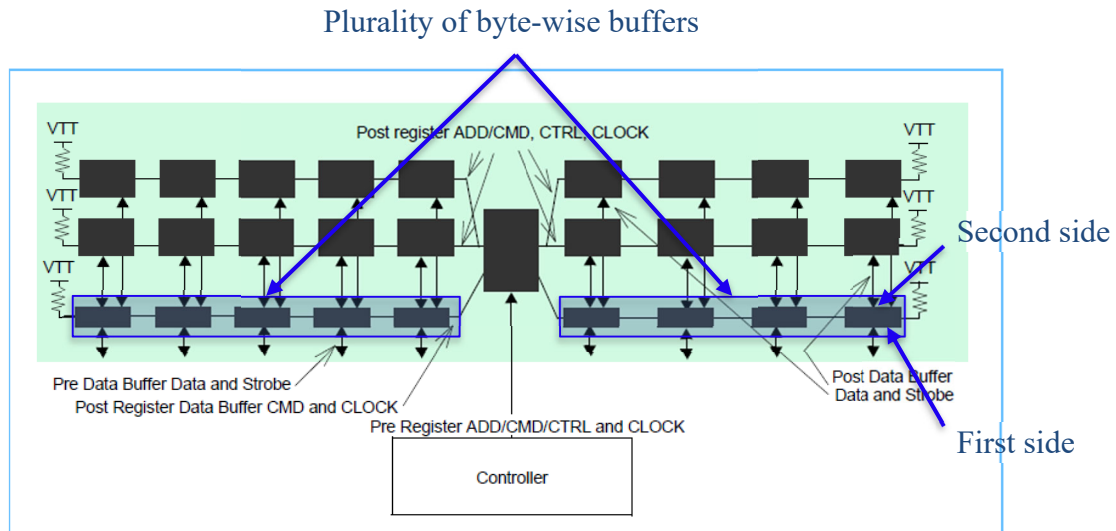 Plurality of byte-wise buffers
VTT
Post register ADD/CMD, CTRL, CLOCK
VTT
VTT
VTT
Second side
VTT
VTT
Pre Data Buffer Data and Strobe
Post Data Buffer
Data and Strobe
Post Register Data Buffer CMD and CLOCK
Pre Register ADD/CMD/CTRL and CLOCK
First side
Controller